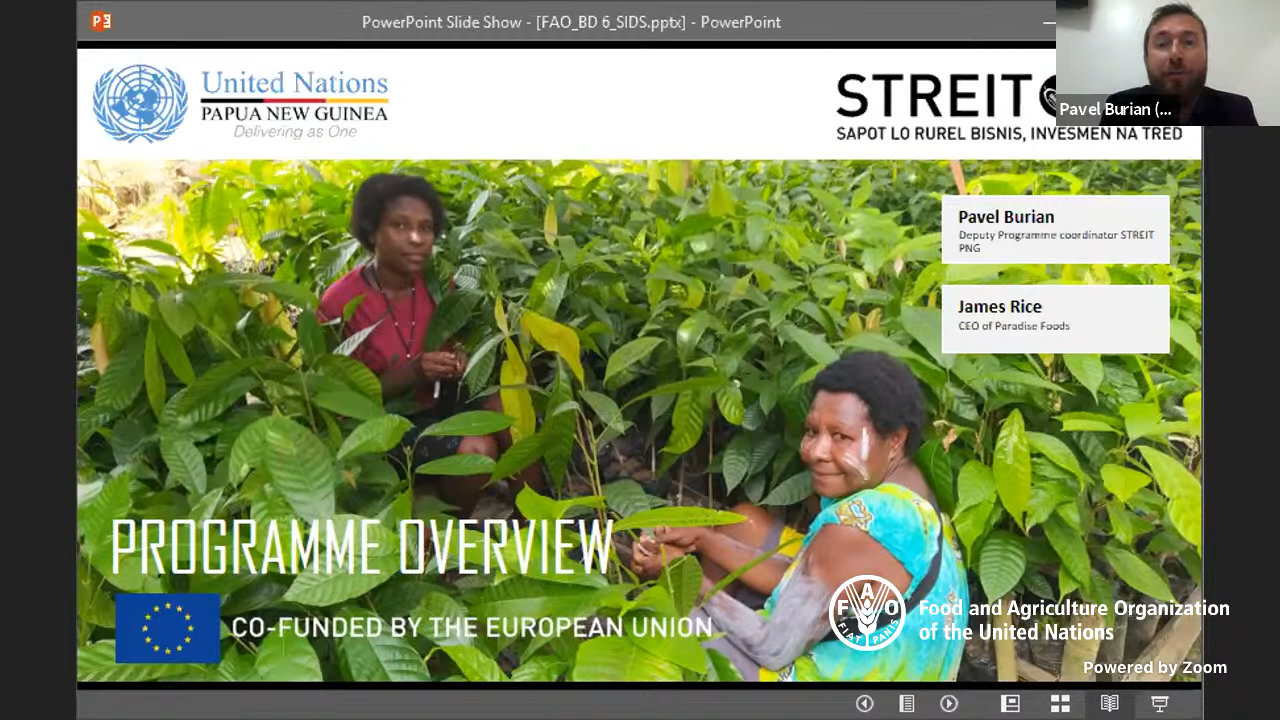 PowerPoint Slide Show - [FAO_BD 6_SIDS.pptx] - PowerPoint
Pavel Burian (...
United Nations
PAPUA NEW GUINEA
Delivering as One
STREIT
SAPOT LO RUREL BISNIS, INVESMEN NA TRED
Pavel Burian
Deputy Programme coordinator STREIT
PNG
James Rice
CEO of Paradise Foods
PROGRAMME OVERVIEW
CO-FUNDED BY THE EUROPEAN UNION
FAO
FIAT PANIS
Food and Agriculture Organization
of the United Nations
Powered by Zoom